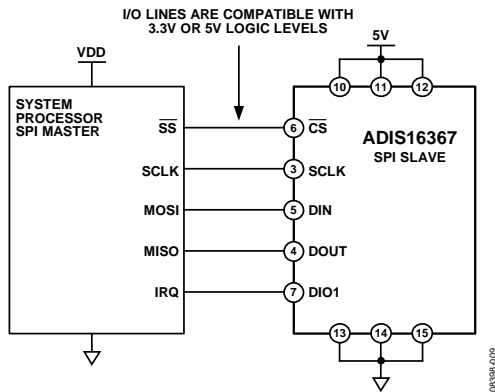 I/O LINES ARE COMPATIBLE WITH
3.3V OR 5V LOGIC LEVELS
VDD
5V
10 11 12
SYSTEM
PROCESSOR
SPI MASTER
ADIS16367
SPI SLAVE
SS 6 CS
SCLK 3 SCLK
MOSI 5 DIN
MISO 4 DOUT
IRQ 7 DIO1
13 14 15
08398-009